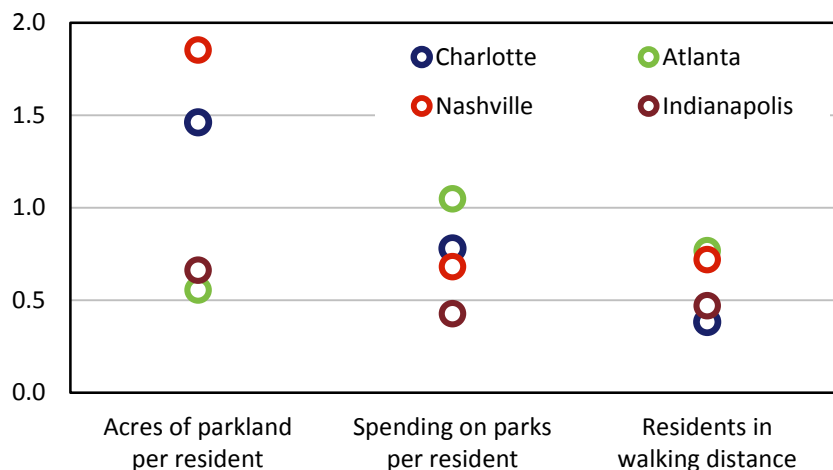 2.0
1.5
1.0
0.5
0.0
Charlotte
Atlanta
Nashville
Indianapolis
Acres of parkland
per resident
Spending on parks
per resident
Residents in
walking distance